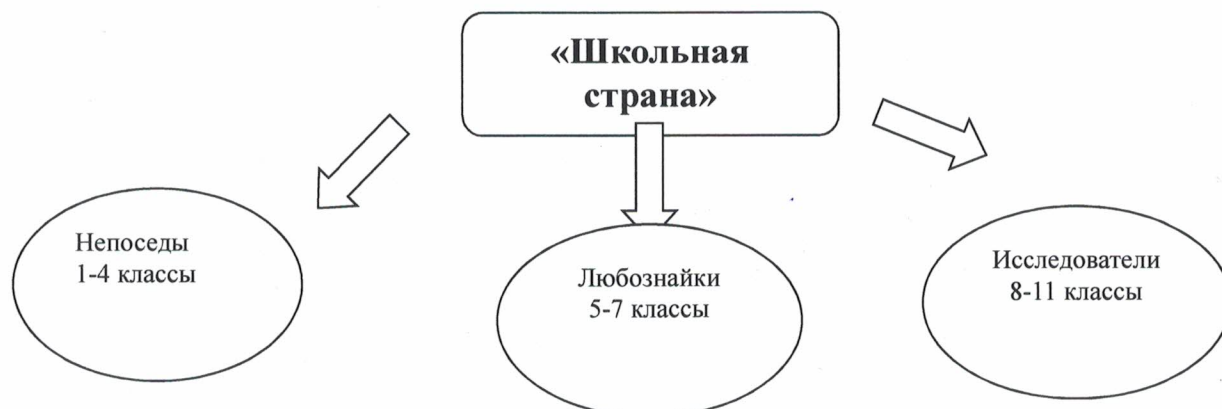 «Школьная
страна»
Непоседы
1-4 классы
Любознайки
5-7 классы
Исследователи
8-11 классы